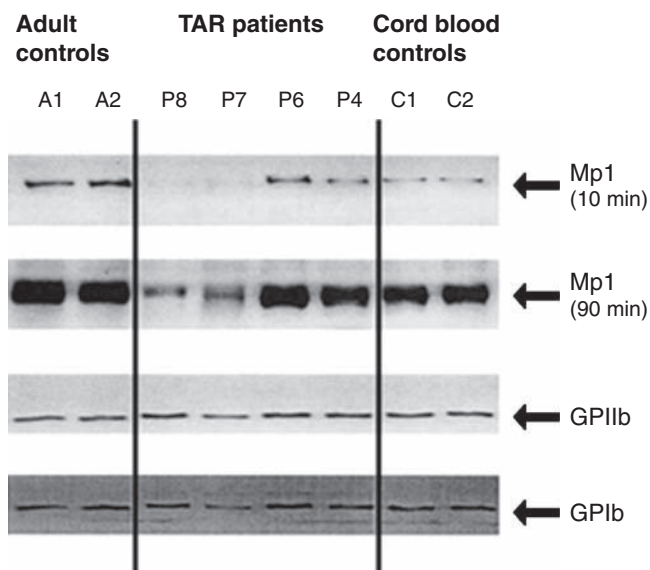 Adult controls
TAR patients
Cord blood controls
A1 A2 P8 P7 P6 P4 C1 C2
Mp1
(10 min)
Mp1
(90 min)
GPIIb
GPIb